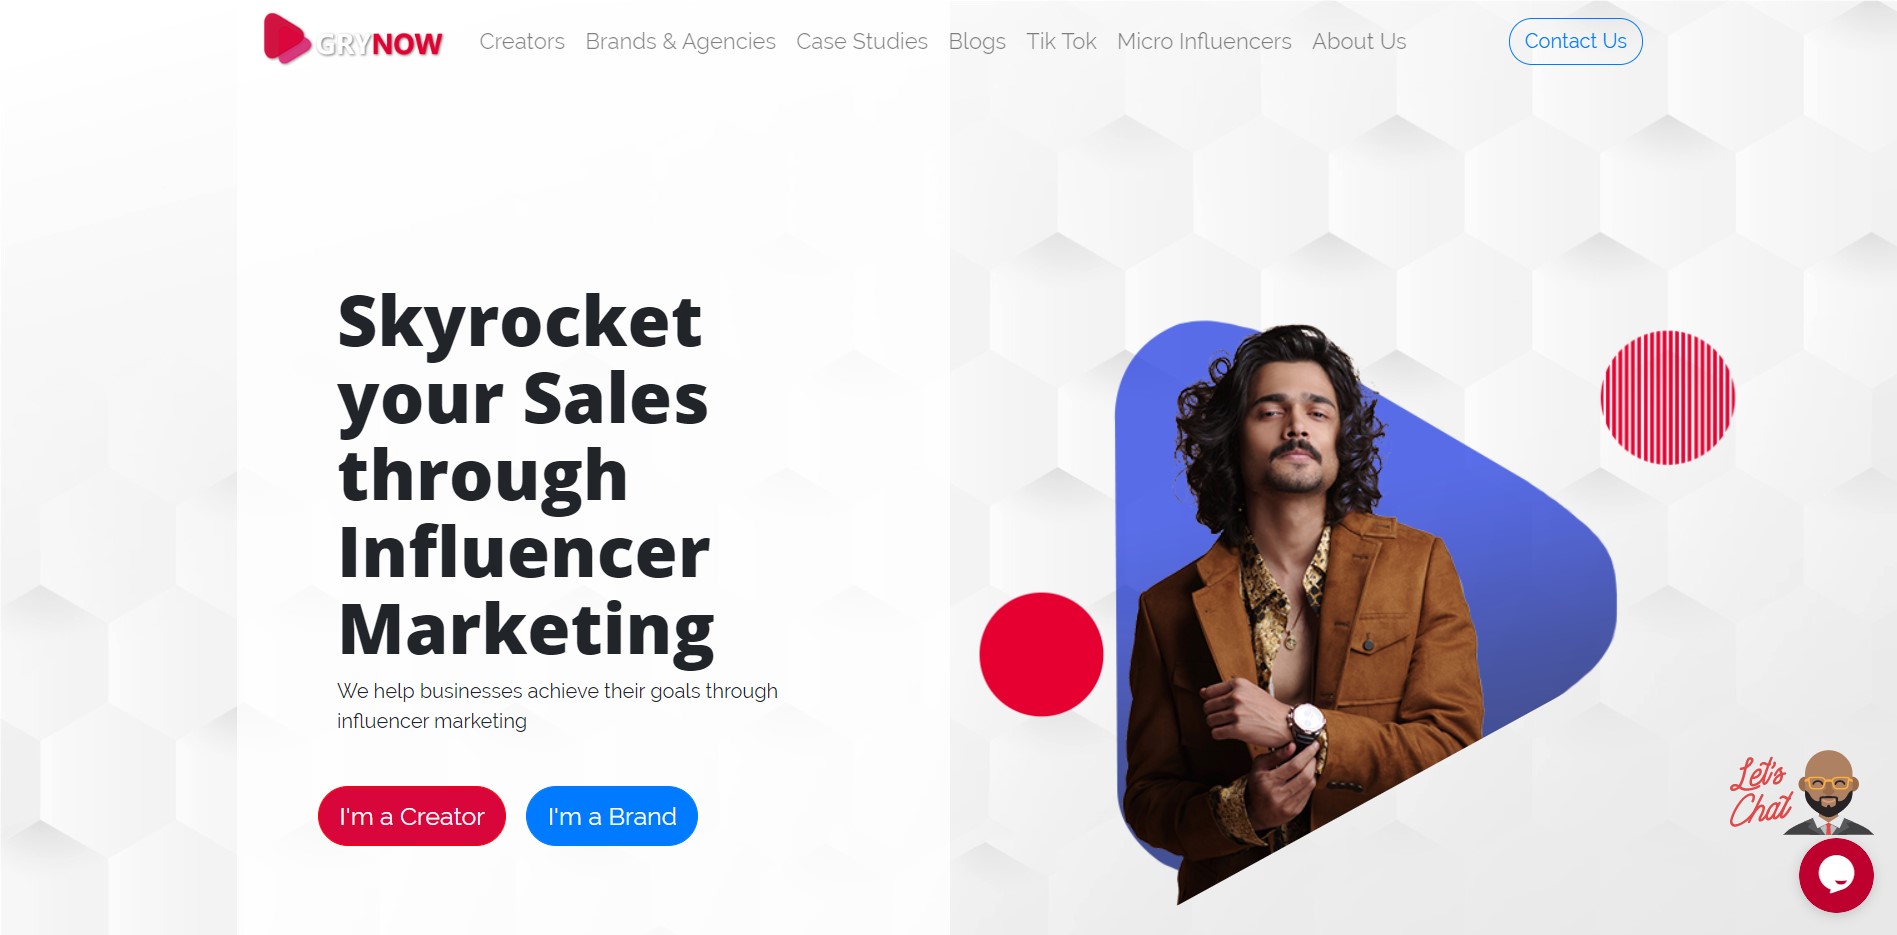 GRYNOW
Creators
Brands & Agencies
Case Studies
Blogs
Tik Tok
Micro Influencers
About Us
Contact Us
Skyrocket
your Sales
through
Influencer
Marketing
We help businesses achieve their goals through
influencer marketing
I'm a Creator
I'm a Brand
Let's
Chat